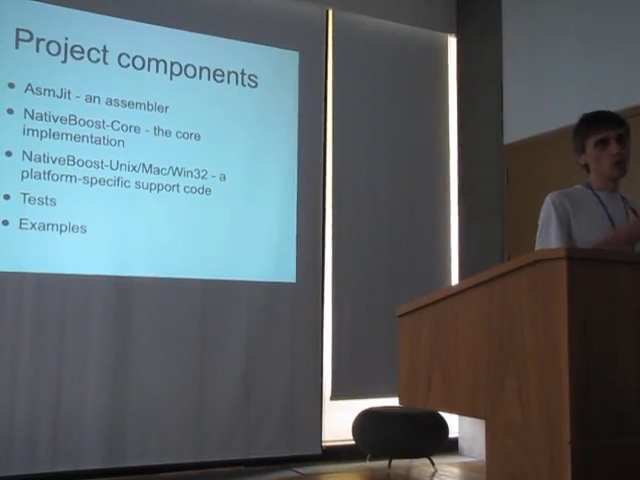 Project components
AsmJit - an assembler
NativeBoost-Core - the core
implementation
NativeBoost-Unix/Mac/Win32 - a
platform-specific support code
Tests
Examples